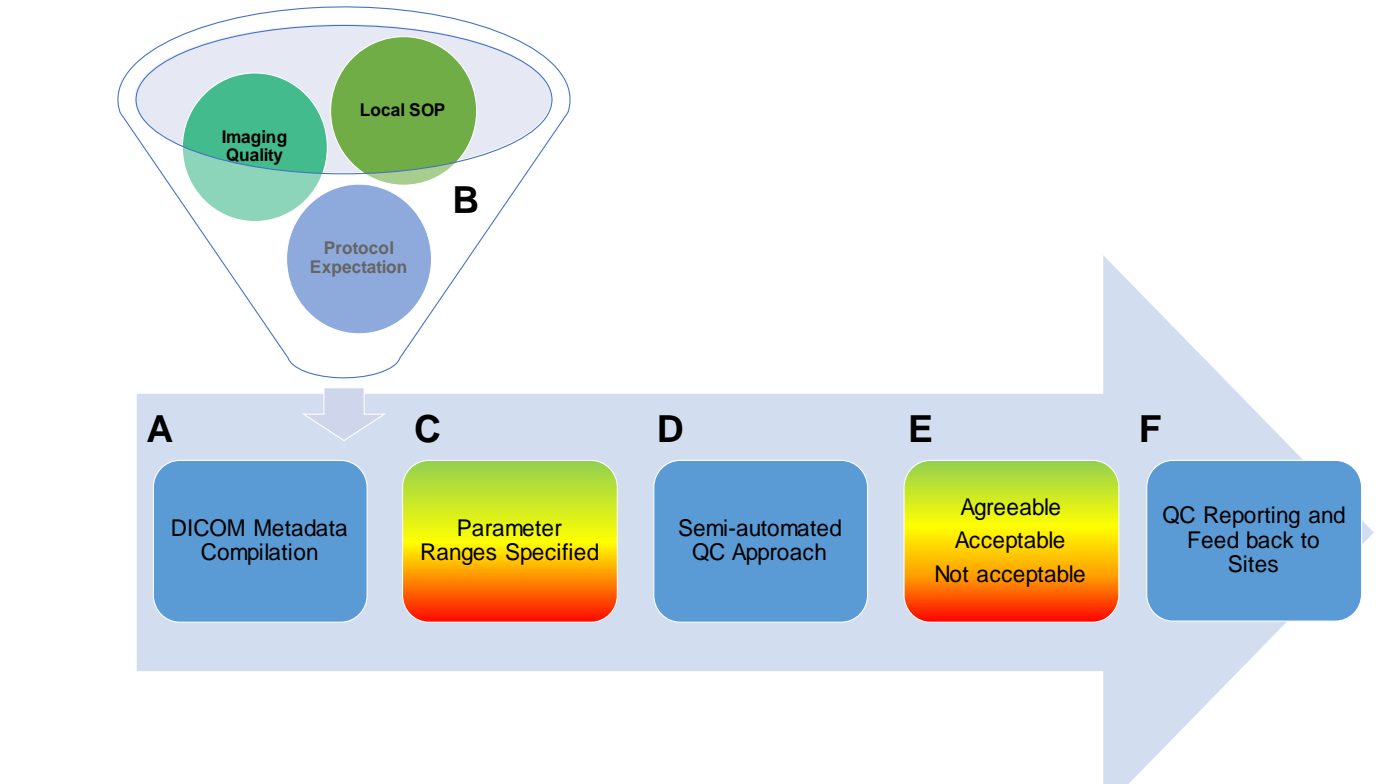 Local SOP
Imaging
Quality
B
Protocol
Expectation
A
C
D
E
F
DICOM Metadata
Compilation
Parameter
Ranges Specified
Semi-automated
QC Approach
Agreeable
Acceptable
Not acceptable
QC Reporting and
Feed back to
Sites